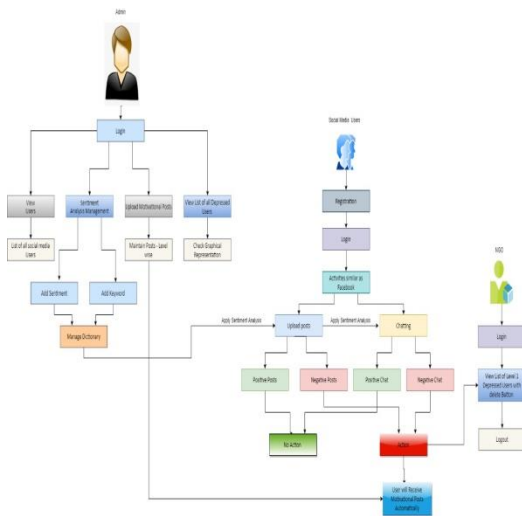 Admin
Login
View
Users
Sentiment
Analysis Management
Upload Motivational Posts
View List of all Depressed
Users
List of all social media
Users
Maintain Posts - Level
wise
Check Graphical
Representation
Add Sentiment
Add Keyword
Manage Dictionary
Social Media Users
Registration
Login
Activities similar as
Facebook
Apply Sentiment Analysis
Upload posts
Apply Sentiment Analysis
Chatting
Positive Posts
Negative Posts
Positive Chat
Negative Chat
No Action
Action
User will Receive
Motivational Posts
Automatically
NGO
Login
View List of Level 1
Depressed Users with
delete Button
Logout